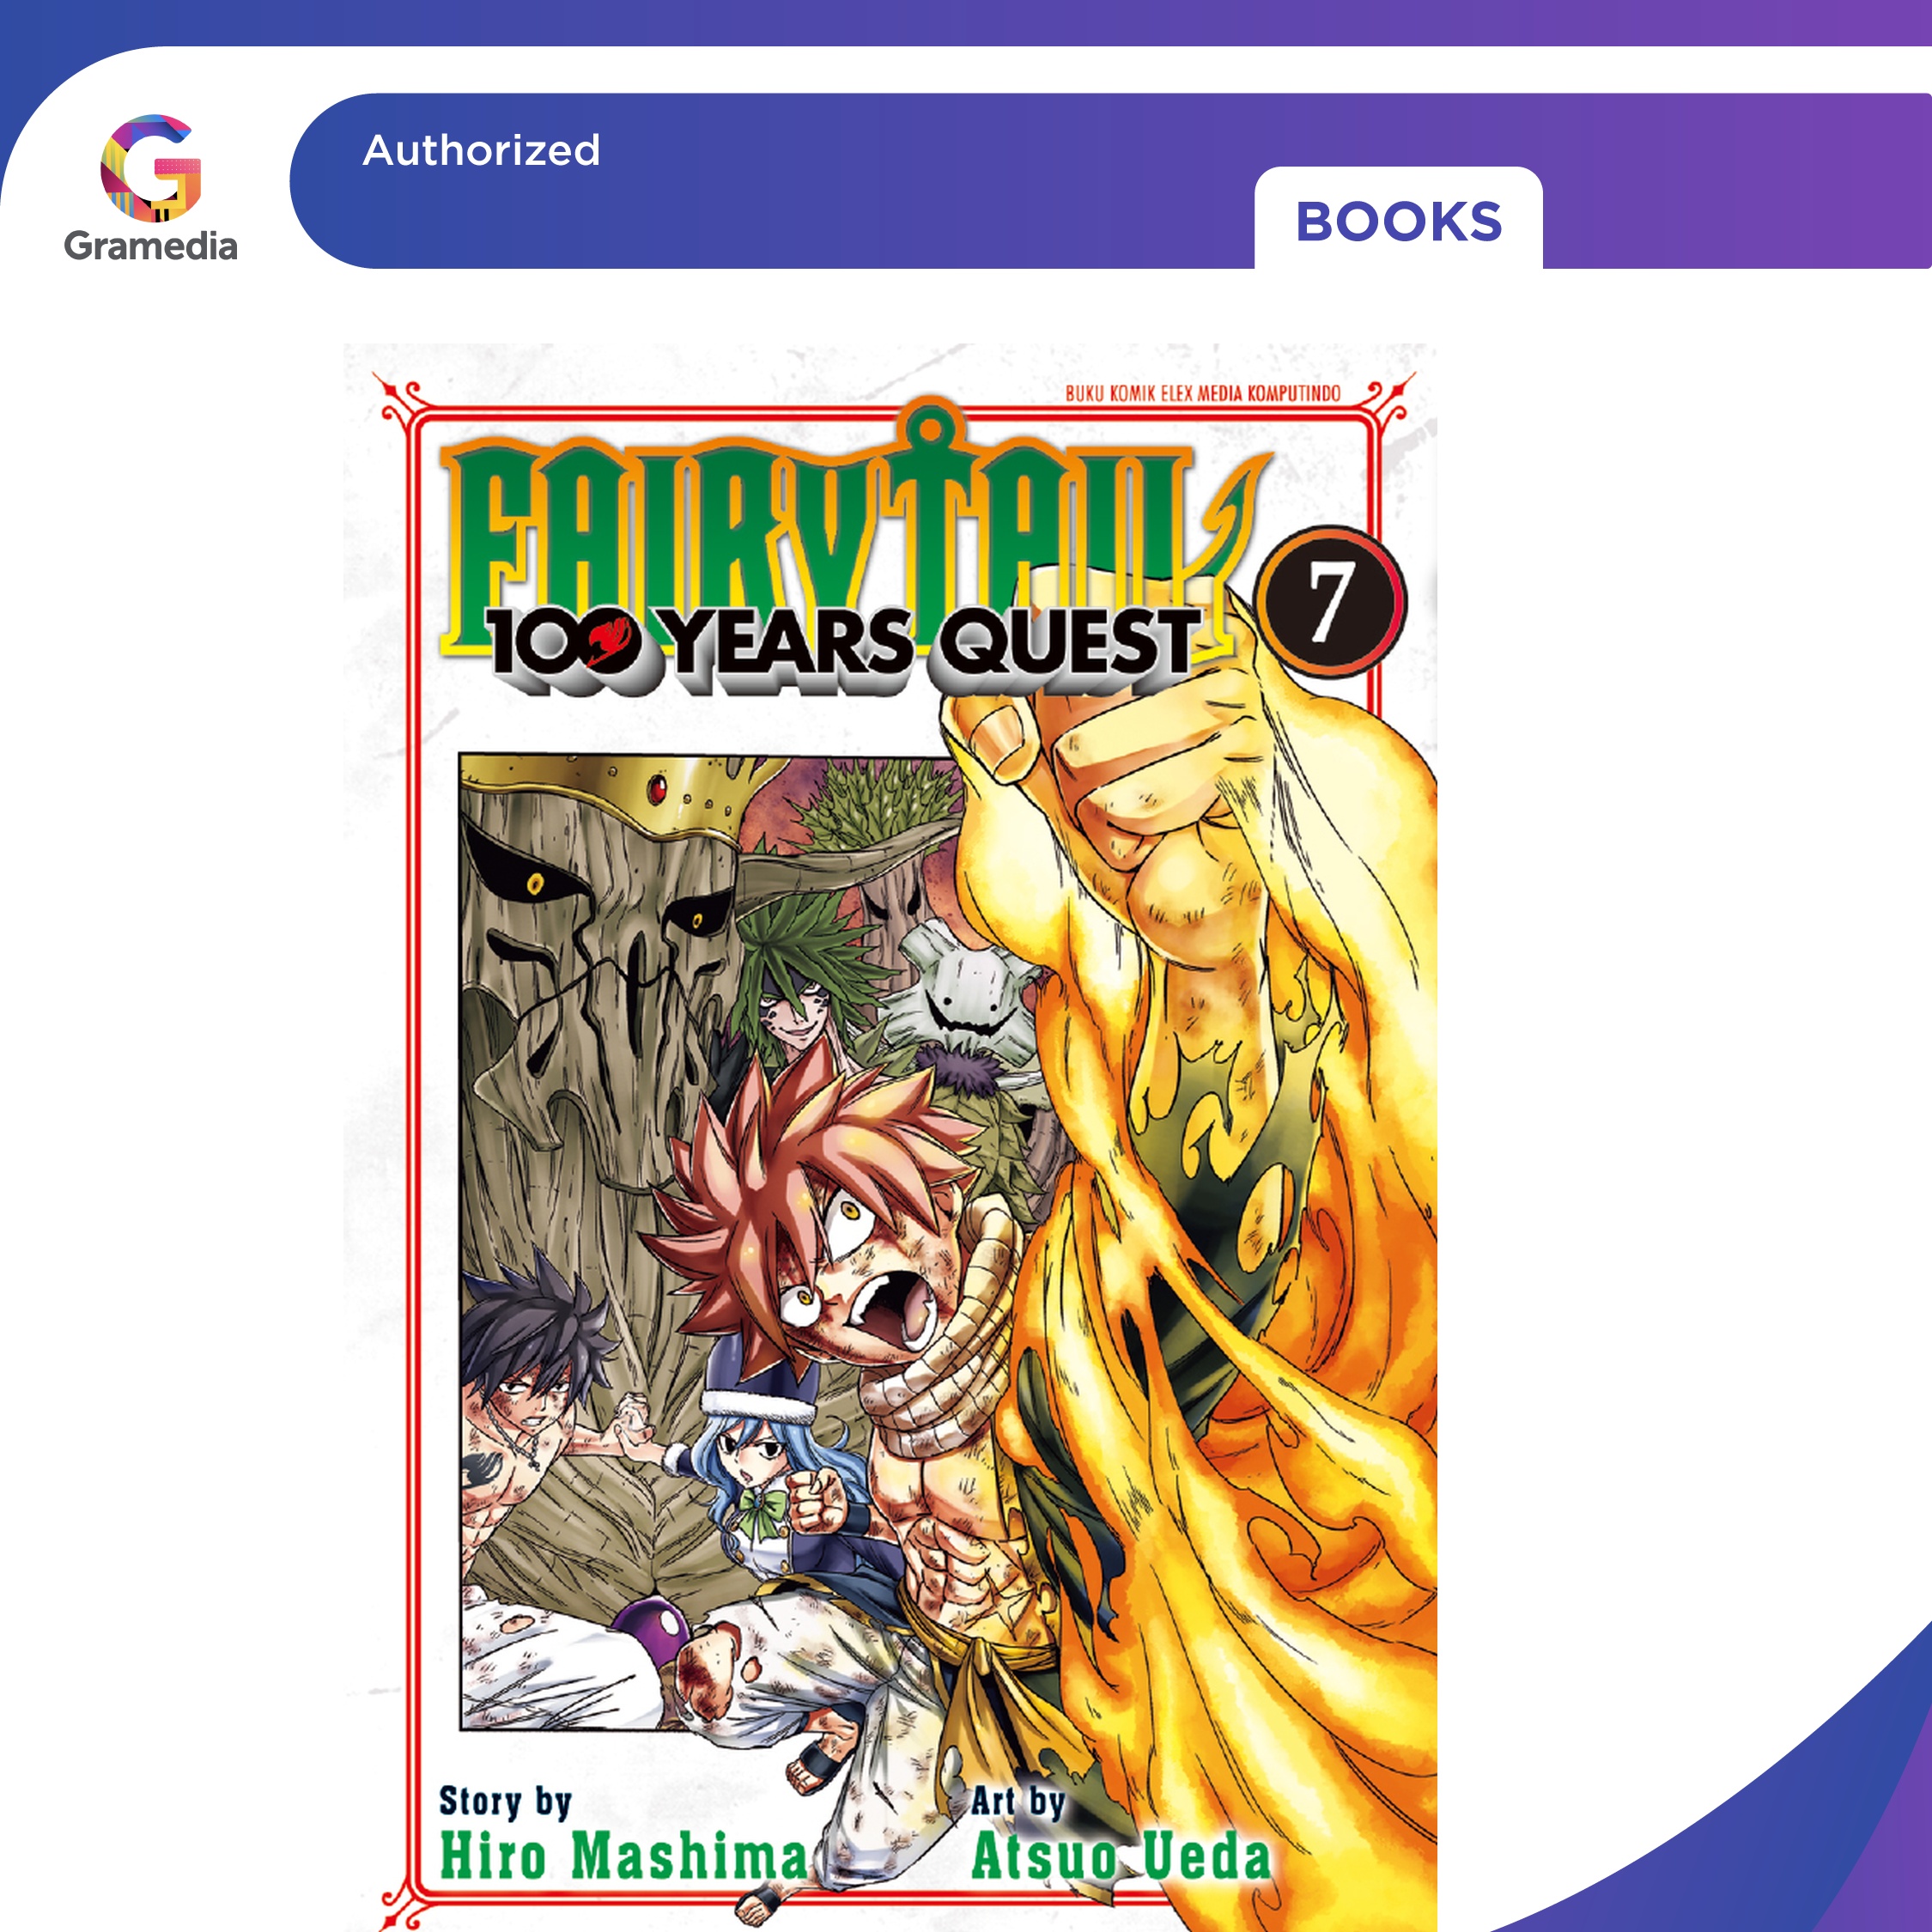 Gramedia
Authorized
BOOKS
BUKU KOMIK ELEX MEDIA KOMPUTINDO
FAIRY TAIL
7
100 YEARS QUEST
Story by
Hiro Mashima
Art by
Atsuo Ueda